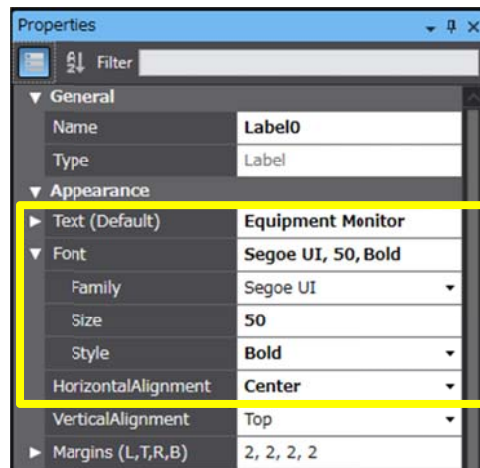 Properties
Filter
General
Name Label0
Type Label
Appearance
Text (Default) Equipment Monitor
Font Segoe UI, 50, Bold
Family Segoe UI
Size 50
Style Bold
HorizontalAlignment Center
VerticalAlignment Top
Margins (L,T,R,B) 2, 2, 2, 2